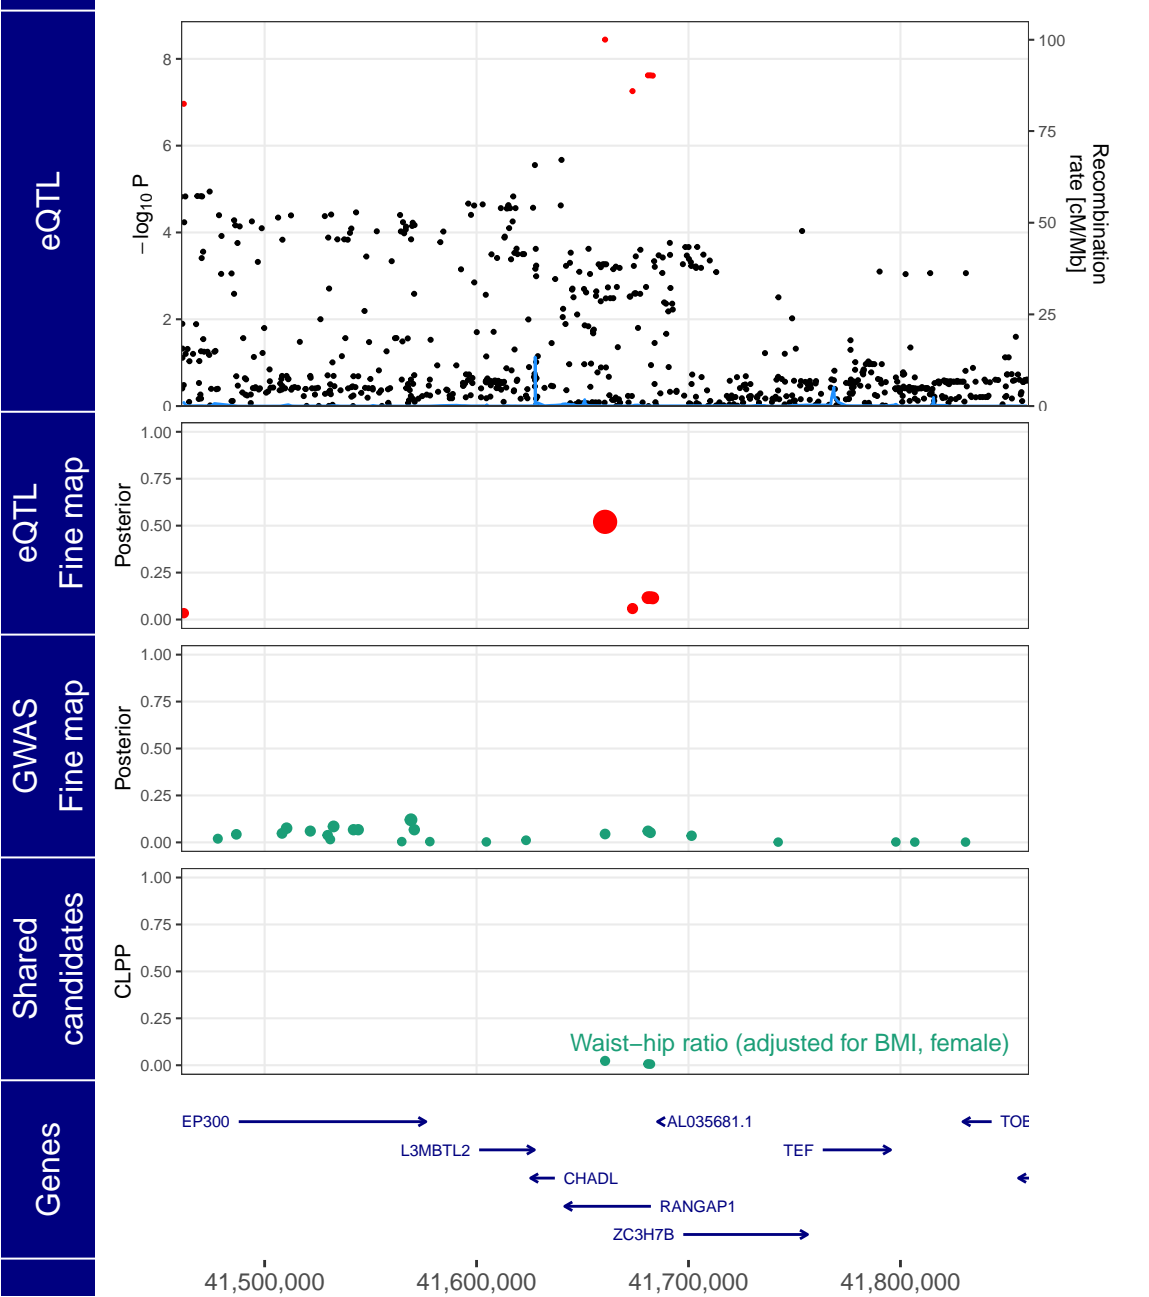 eQTL
−log10 P
8
6
4
2
0
100
75
50
25
0
Recombination
rate [cM/Mb]
eQTL
Fine map
Posterior
1.00
0.75
0.50
0.25
0.00
GWAS
Fine map
Posterior
1.00
0.75
0.50
0.25
0.00
Shared
candidates
CLPP
1.00
0.75
0.50
0.25
0.00
Waist−hip ratio (adjusted for BMI, female)
Genes
EP300
AL035681.1
TOE
L3MBTL2
TEF
CHADL
RANGAP1
ZC3H7B
41,500,000
41,600,000
41,700,000
41,800,000